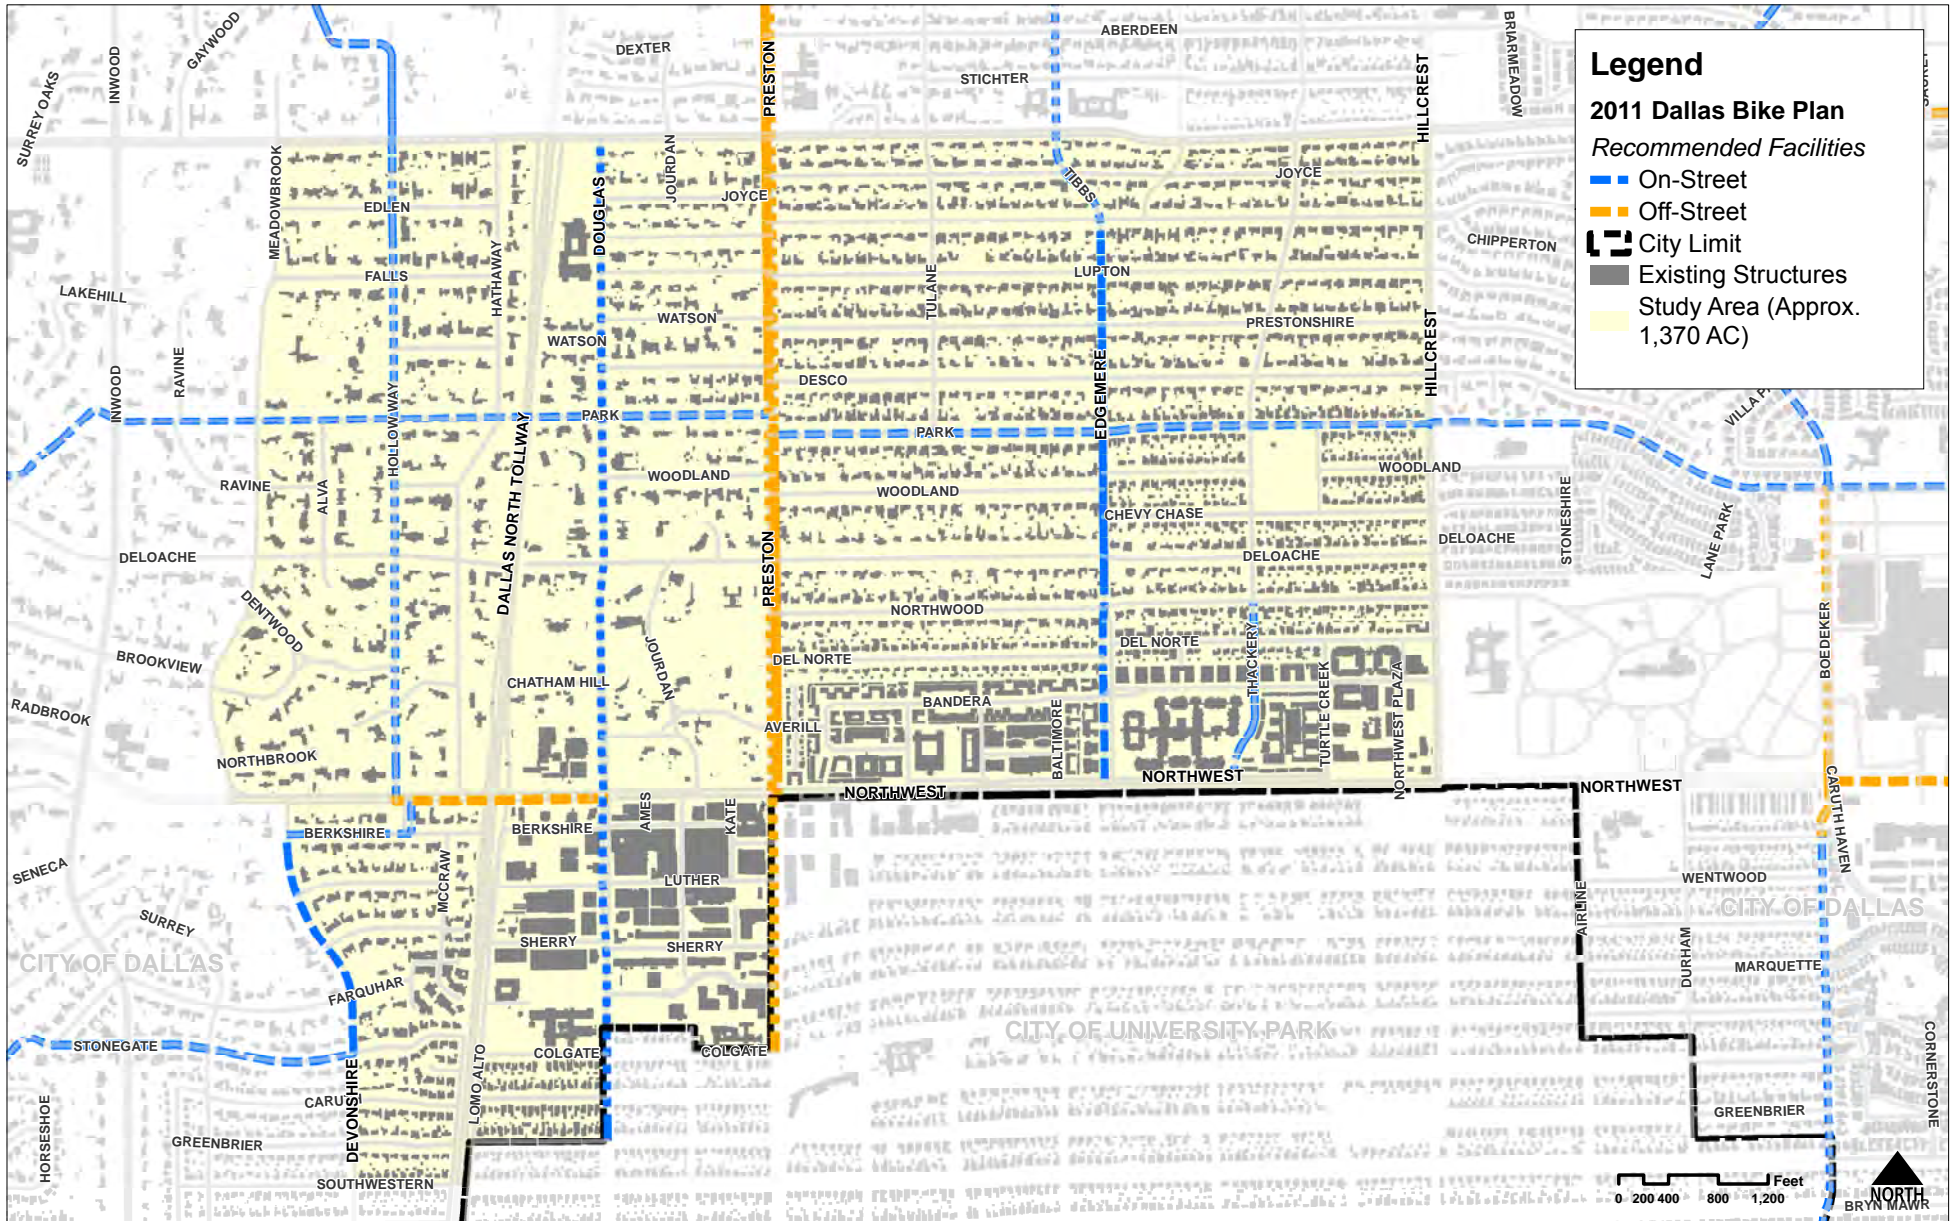 Legend
2011 Dallas Bike Plan
Recommended Facilities
On-Street
Off-Street
City Limit
Existing Structures
Study Area (Approx.
1,370 AC)
SURREY OAKS
INWOOD
GAYWOOD
DEXTER
PRESTON
STICHTER
ABERDEEN
HILLCREST
BRIARMEADOW
MEADOWBROOK
EDLEN
FALLS
HATHAWAY
DOUGLAS
JOURDAN
JOYCE
TIBBS
JOYCE
CHIPPERTON
LAKEHILL
RAVINE
INWOOD
HOLLOWAY
WATSON
WATSON
TULANE
LUPTON
PRESTONSHIRE
HILLCREST
DESCO
EDGEMERE
PARK
PARK
RAVINE
ALVA
DALLAS NORTH TOLLWAY
WOODLAND
WOODLAND
WOODLAND
CHEVY CHASE
DELOACHE
DELOACHE
DELOACHE
STONESHIRE
LANE PARK
DENTWOOD
BROOKVIEW
RADBROOK
NORTHBROOK
CHATHAM HILL
JOURDAN
PRESTON
NORTHWOOD
DEL NORTE
DEL NORTE
THACKERY
TURTLE CREEK
NORTHWEST PLAZA
BANDERA
BALTIMORE
AVERILL
NORTHWEST
NORTHWEST
NORTHWEST
BOEDEKER
CARUTH HAVEN
BERKSHIRE
BERKSHIRE
AMES
KATE
MCCRAW
LUTHER
SHERRY
SHERRY
SENECA
SURREY
CITY OF DALLAS
FARQUHAR
STONEGATE
DEVONSHIRE
LOMO ALTO
COLGATE
COLGATE
CITY OF UNIVERSITY PARK
AIRLINE
WENTWOOD
CITY OF DALLAS
DURHAM
MARQUETTE
GREENBRIER
CORNERSTONE
HORSESHOE
GREENBRIER
SOUTHWESTERN
Feet
0 200 400 800 1,200
NORTH
BRYN MAWR